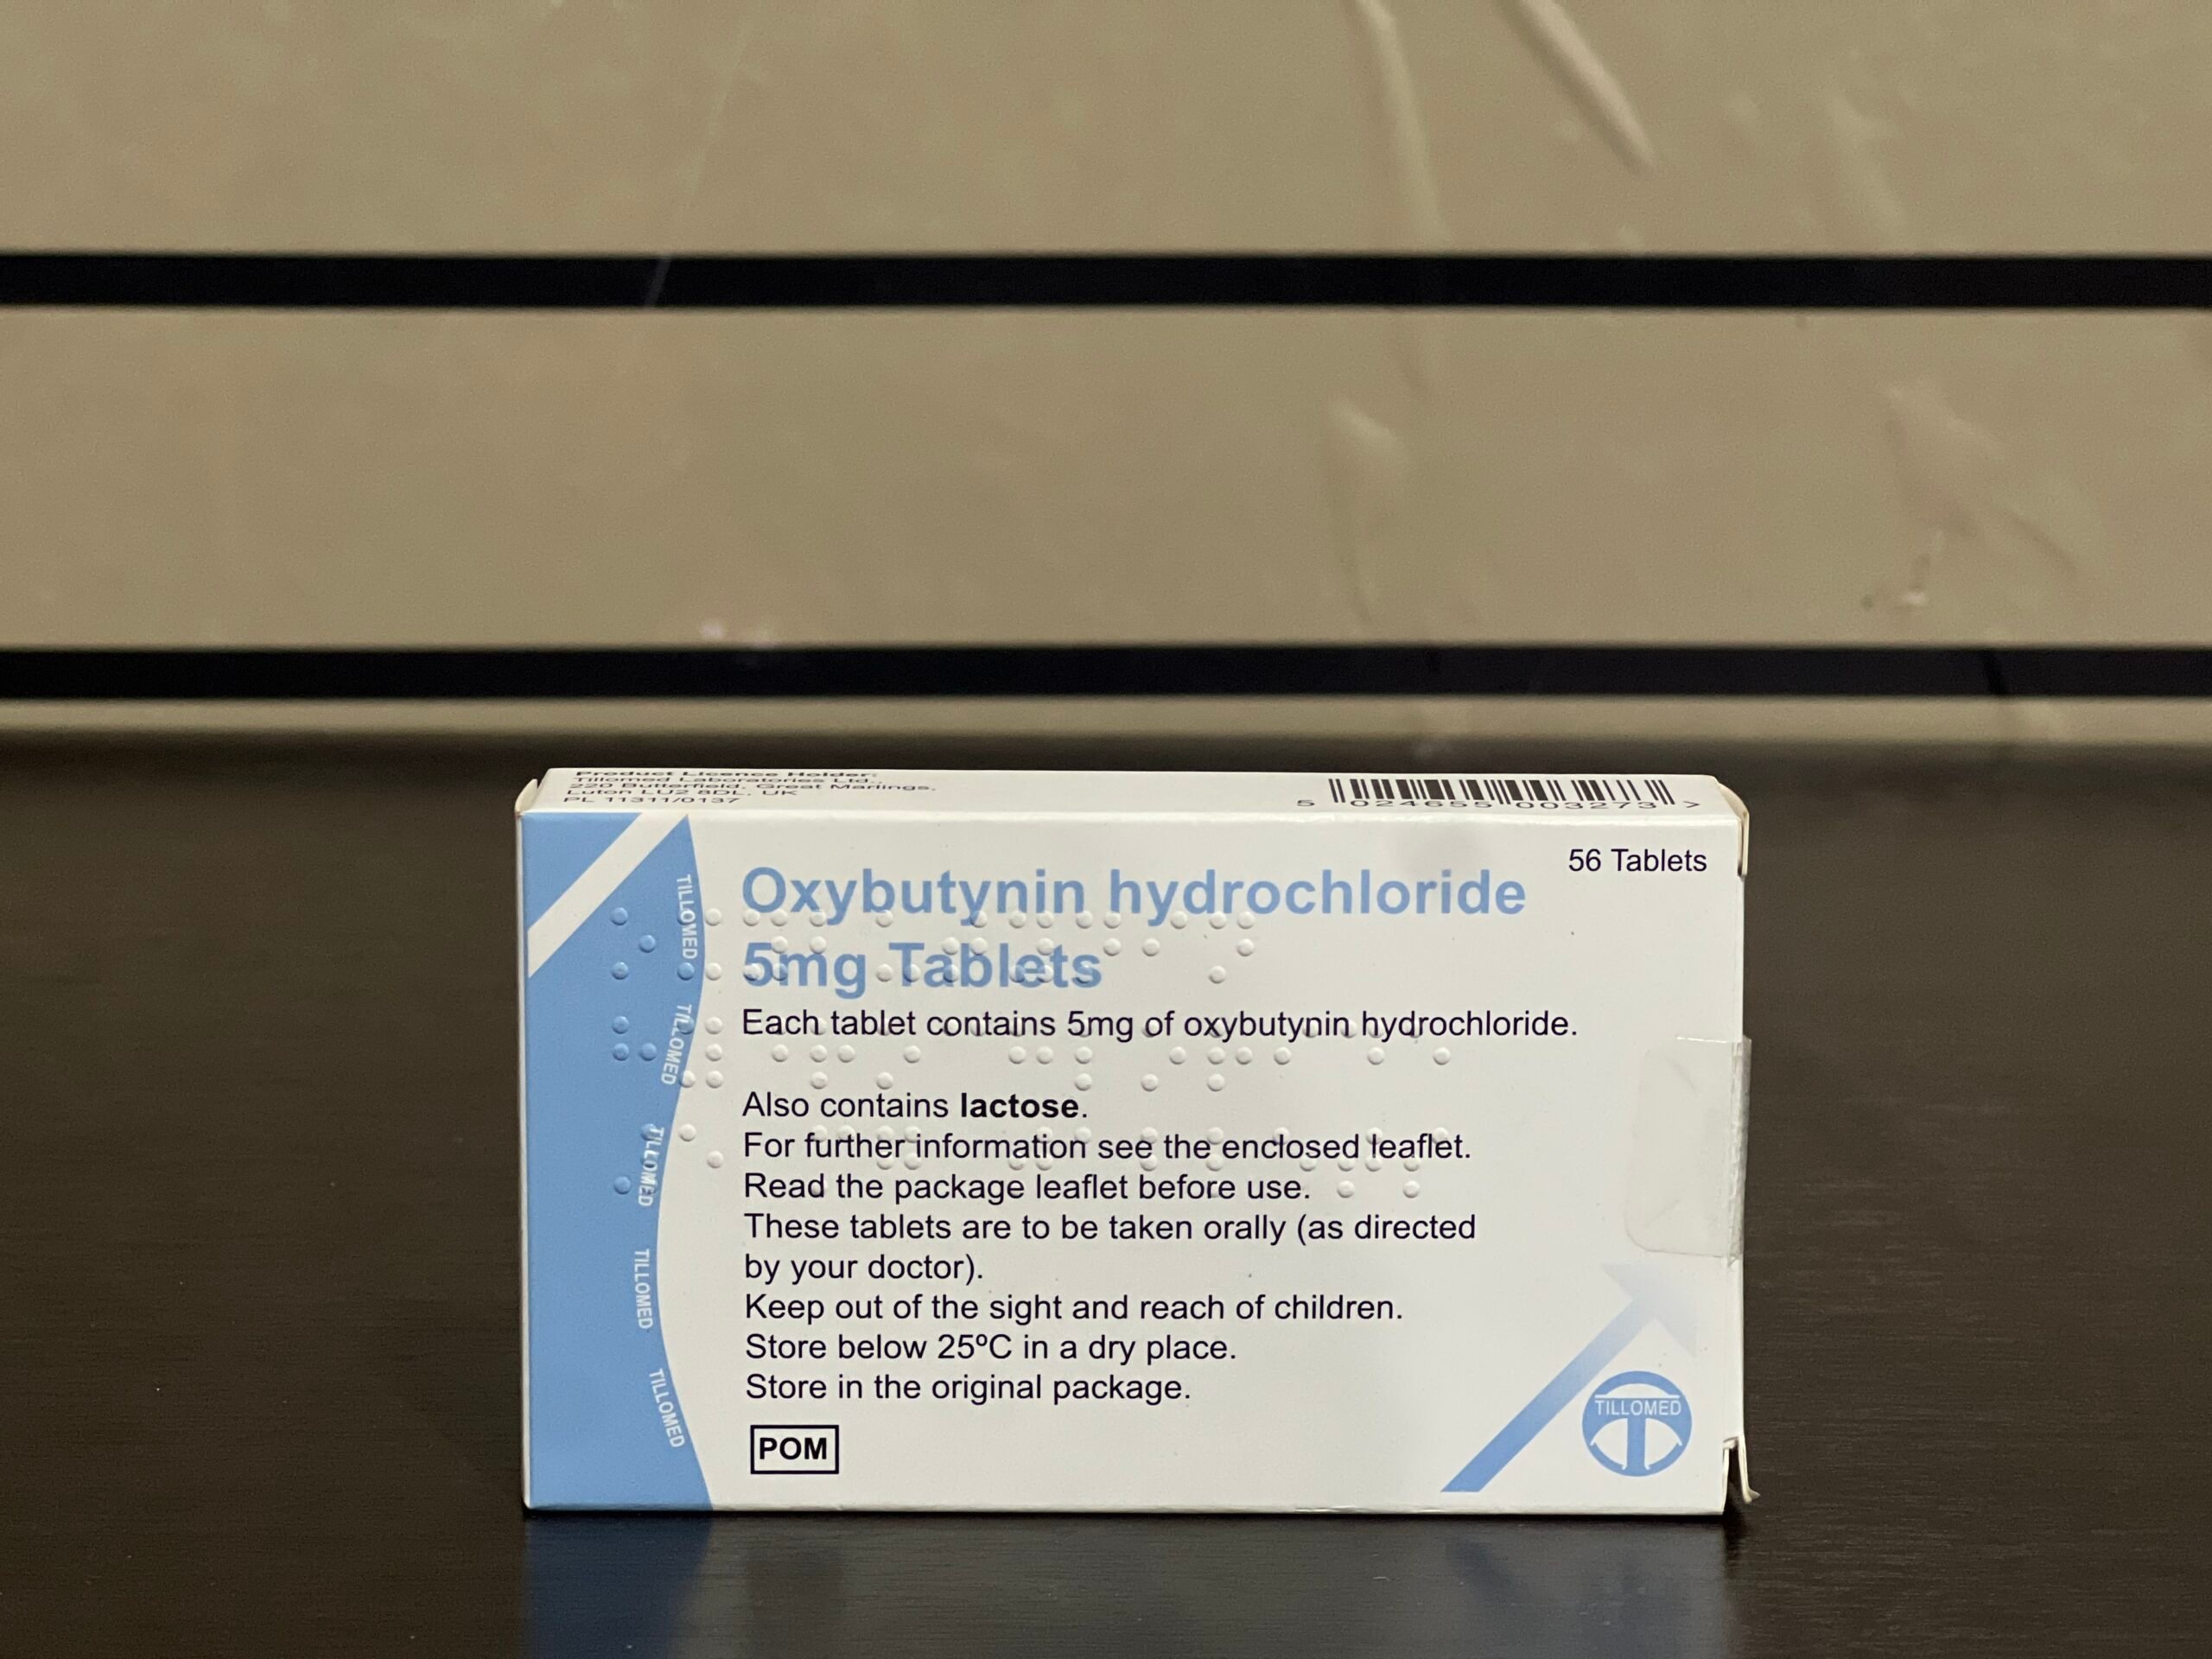 Product Licence Holder:
Tillomed Laboratories Ltd.,
220 Butterfield, Great Marlings,
Luton LU2 8DL, UK
PL 11311/0137
5 024655 003273 >
56 Tablets
Oxybutynin hydrochloride
5mg Tablets
Each tablet contains 5mg of oxybutynin hydrochloride.
Also contains lactose.
For further information see the enclosed leaflet.
Read the package leaflet before use.
These tablets are to be taken orally (as directed
by your doctor).
Keep out of the sight and reach of children.
Store below 25ºC in a dry place.
Store in the original package.
POM
TILLOMED
TILLOMED
TILLOMED
TILLOMED
TILLOMED
TILLOMED